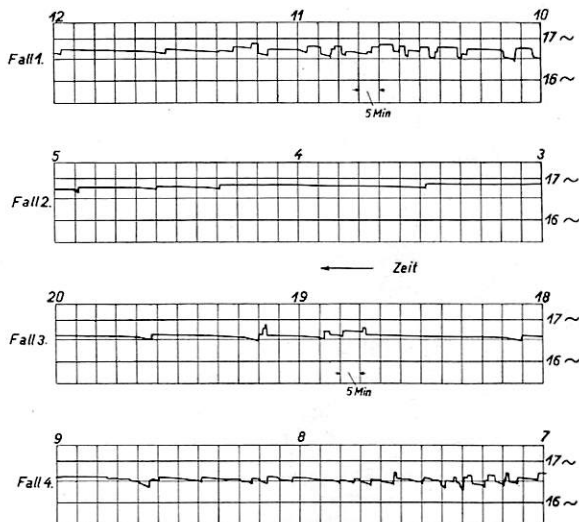 12 11 10
Fall 1.
17 ~
16 ~
5 Min
5 4 3
Fall 2.
17 ~
16 ~
Zeit
20 19 18
Fall 3.
17 ~
16 ~
5 Min
9 8 7
Fall 4.
17 ~
16 ~